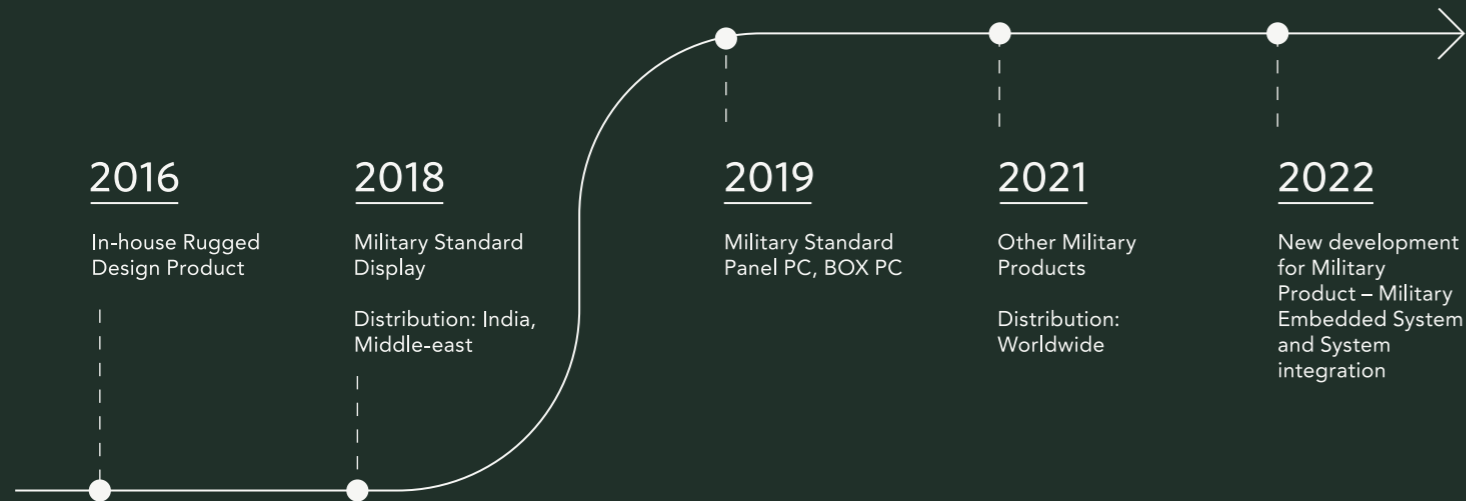 2016
In-house Rugged
Design Product
2018
Military Standard
Display
Distribution: India,
Middle-east
2019
Military Standard
Panel PC, BOX PC
2021
Other Military
Products
Distribution:
Worldwide
2022
New development
for Military
Product – Military
Embedded System
and System
integration